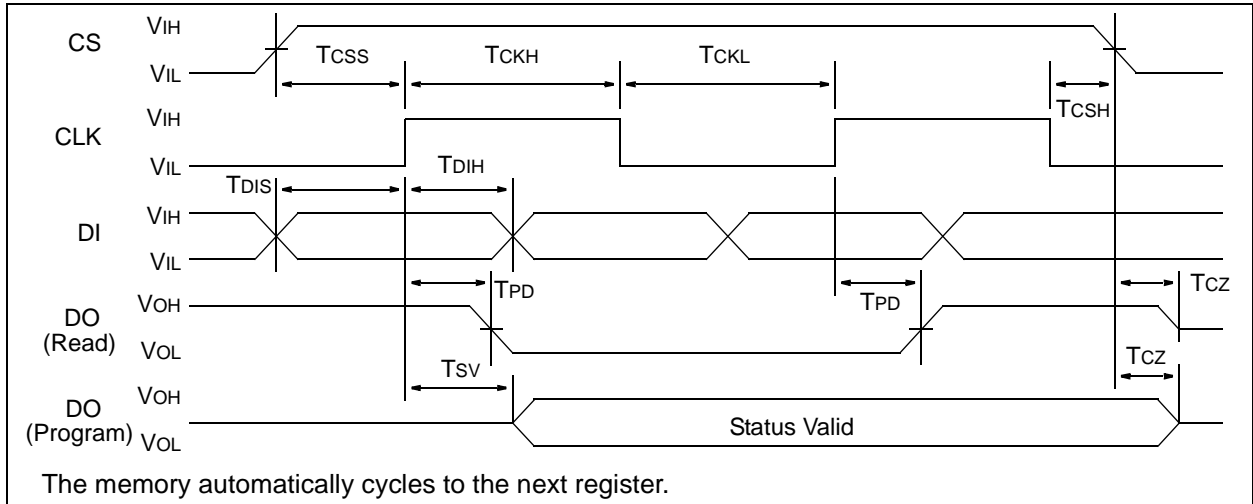 CS
VIH
VIL
TCSS
TCKH
TCKL
TCSH
CLK
VIH
VIL
TDIS
TDIH
DI
VIH
VIL
TPD
TPD
TCZ
DO
(Read)
VOH
VOL
TSV
TCZ
DO
(Program)
VOH
VOL
Status Valid
The memory automatically cycles to the next register.